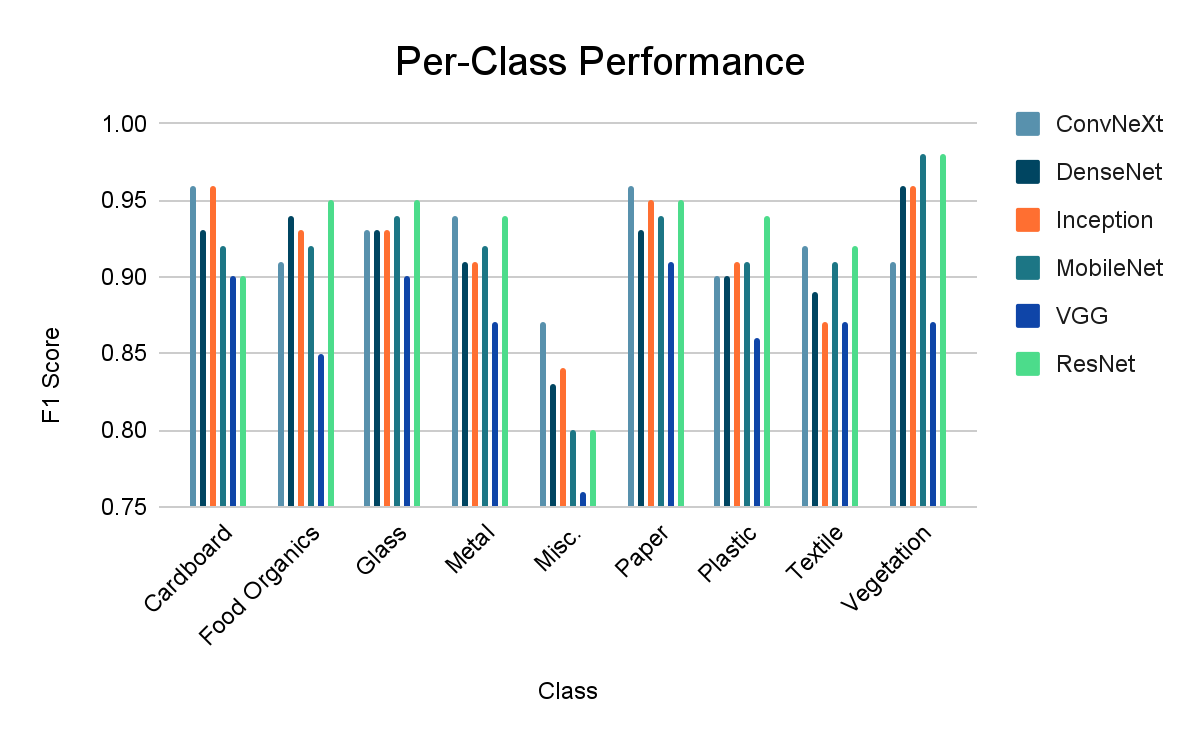 Per-Class Performance
1.00
0.95
0.90
0.85
0.80
0.75
F1 Score
Cardboard
Food Organics
Glass
Metal
Misc.
Paper
Plastic
Textile
Vegetation
Class
ConvNeXt
DenseNet
Inception
MobileNet
VGG
ResNet